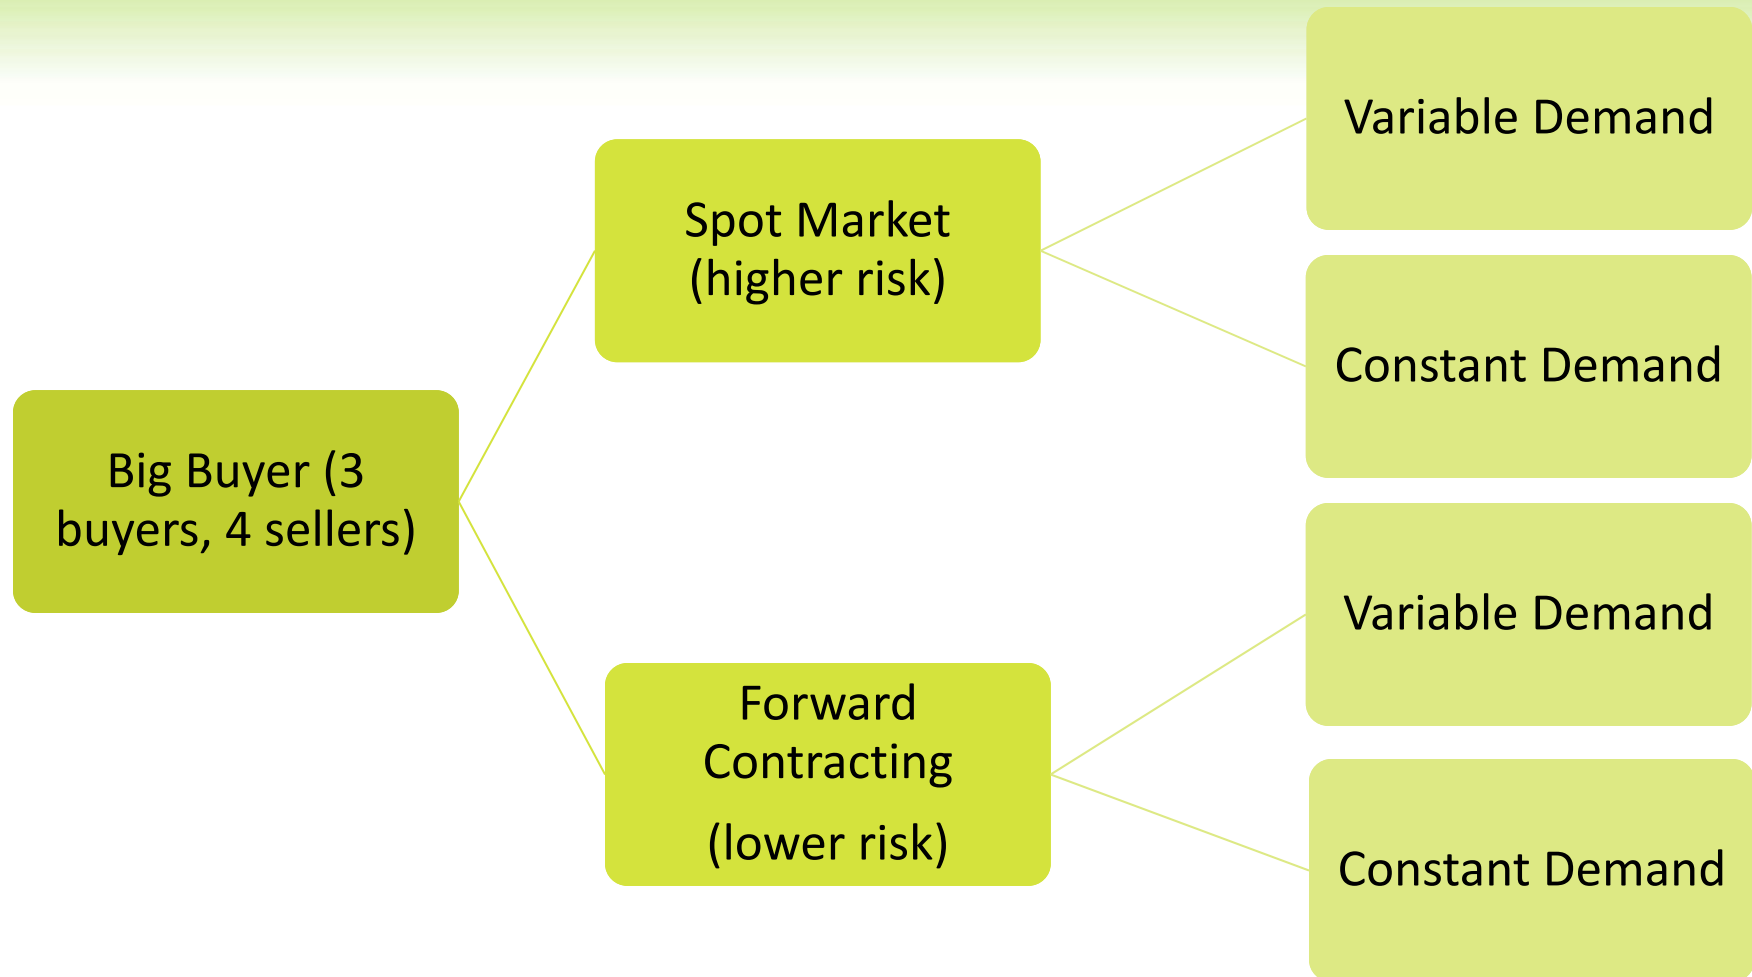 Big Buyer (3
buyers, 4 sellers)
Spot Market
(higher risk)
Variable Demand
Constant Demand
Forward
Contracting
(lower risk)
Variable Demand
Constant Demand